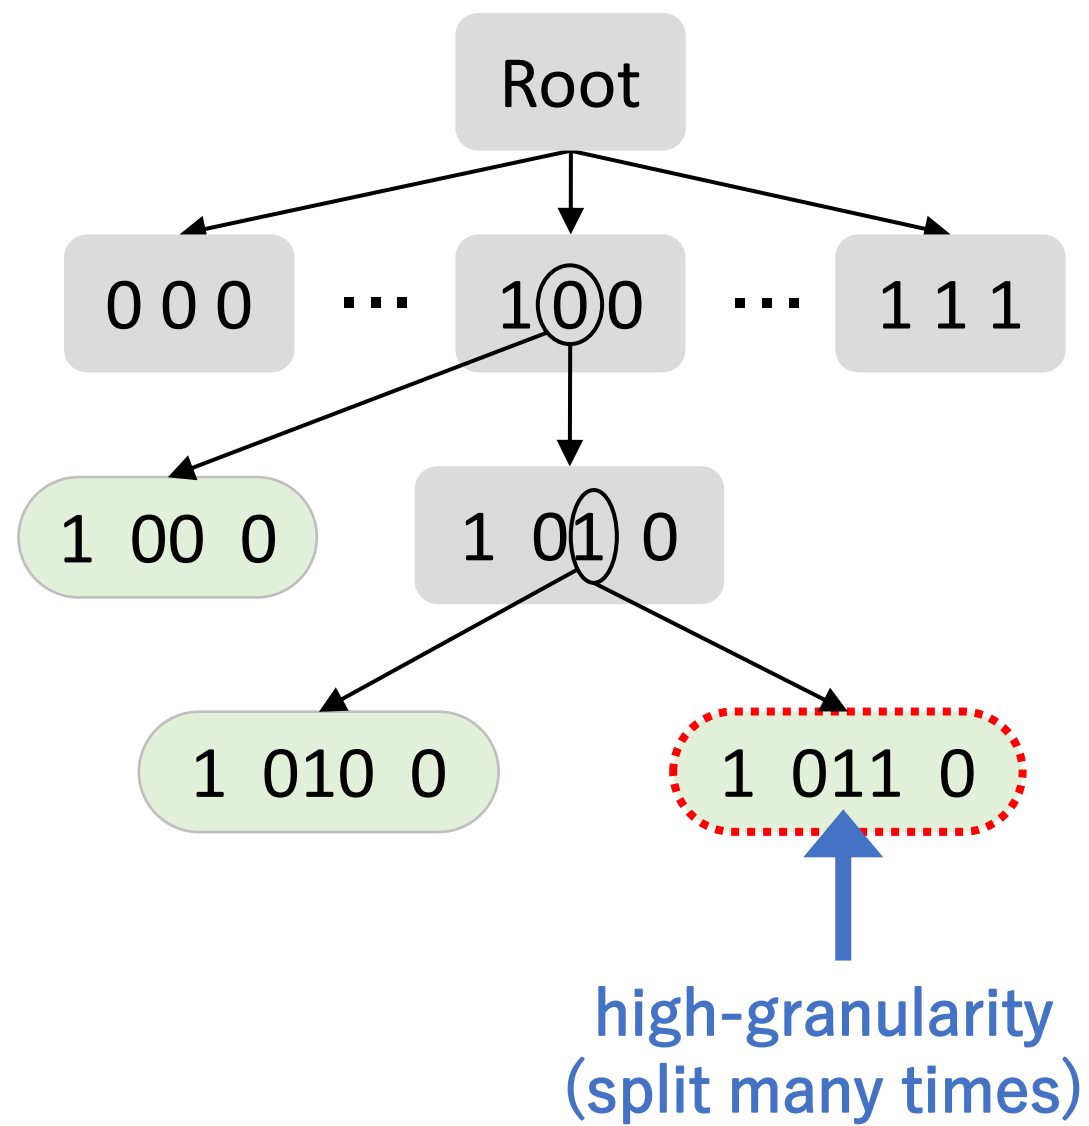 Root
0 0 0 ... 1 0 0 ... 1 1 1
1 00 0 1 01 0
1 010 0 1 011 0
high-granularity
(split many times)